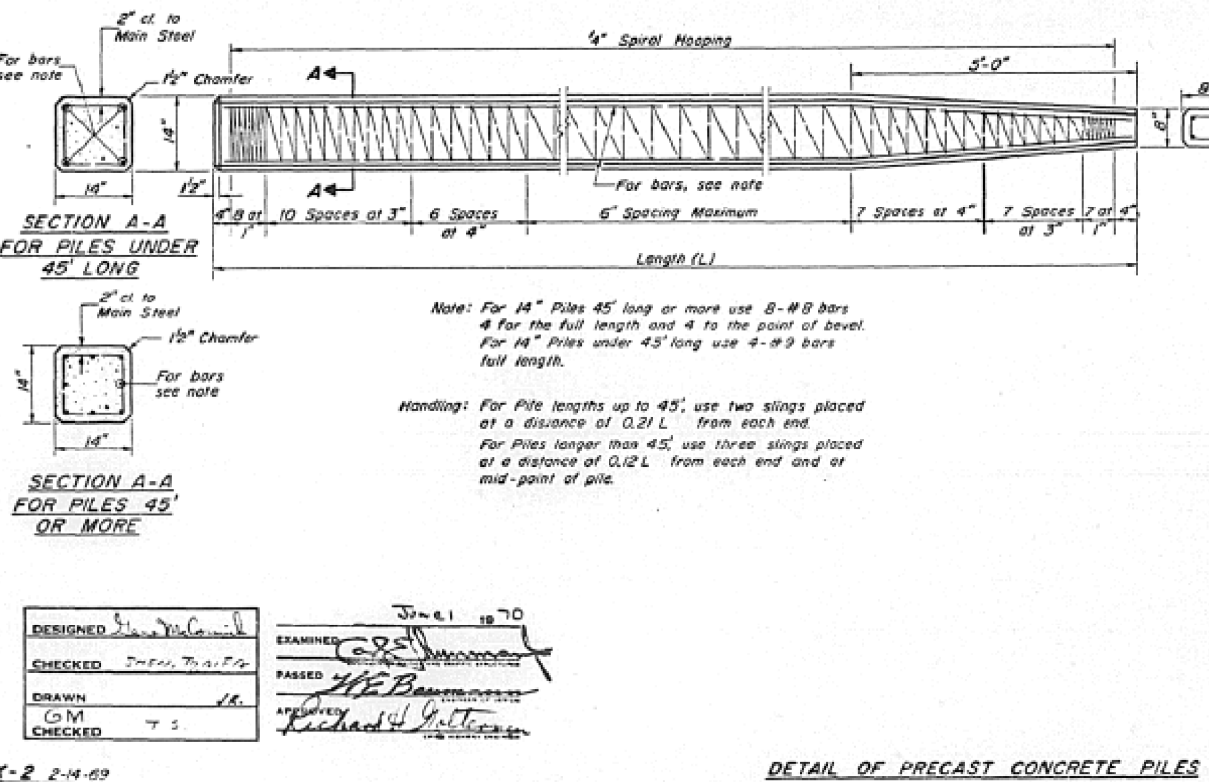 2" cl. to
Main Steel
For bars
see note
1½" Chamfer
14"
14"
SECTION A-A
FOR PILES UNDER
45' LONG
¼" Spiral Hooping
5'-0"
A
A
14"
1½"
8"
8
For bars, see note
4" 8 at 1"
10 Spaces at 3"
6 Spaces at 4"
6" Spacing Maximum
7 Spaces at 4"
7 Spaces at 3"
7 at 1"
4"
Length (L)
2" cl. to
Main Steel
1½" Chamfer
For bars
see note
14"
14"
SECTION A-A
FOR PILES 45'
OR MORE
Note: For 14" Piles 45' long or more use 8-#8 bars
4 for the full length and 4 to the point of bevel.
For 14" Piles under 45' long use 4-#9 bars
full length.
Handling: For Pile lengths up to 45', use two slings placed
at a distance of 0.21 L from each end.
For Piles longer than 45', use three slings placed
at a distance of 0.12 L from each end and at
mid-point of pile.
DESIGNED
CHECKED
DRAWN J.R.
GM
CHECKED T S.
June 1 1970
EXAMINED
PASSED
APPROVED Richard H
-2 2-14-69
DETAIL OF PRECAST CONCRETE PILES